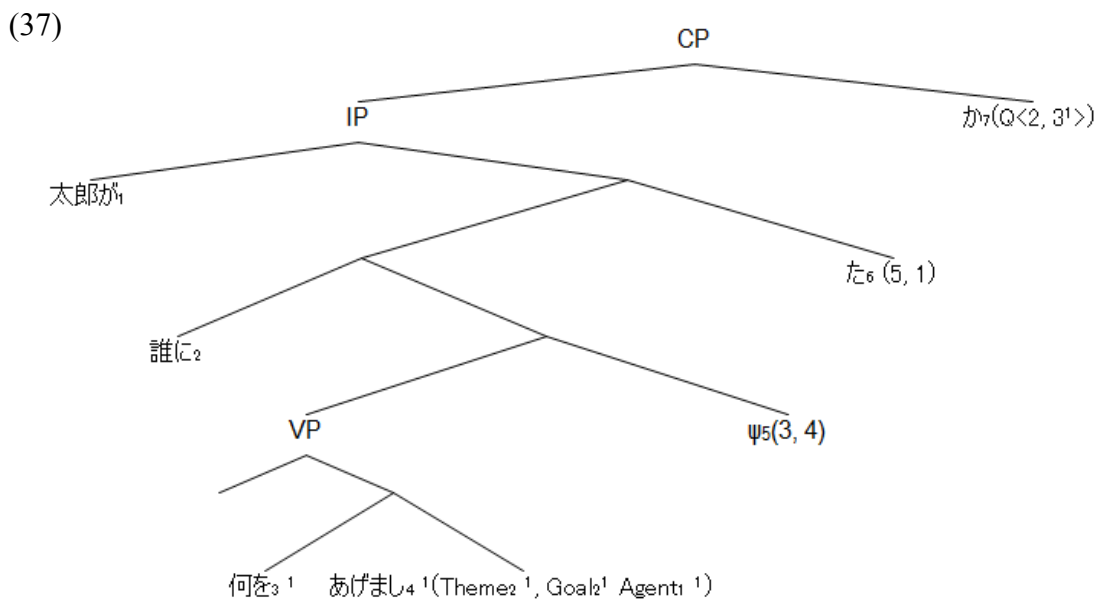 (37)
CP
IP
か₇(Q<2, 3¹>)
太郎が₁
た₆ (5, 1)
誰に₂
VP
ψ₅(3, 4)
何を₃ ¹ あげまし₄ ¹(Theme₂ ¹, Goal₂¹ Agent₁ ¹)